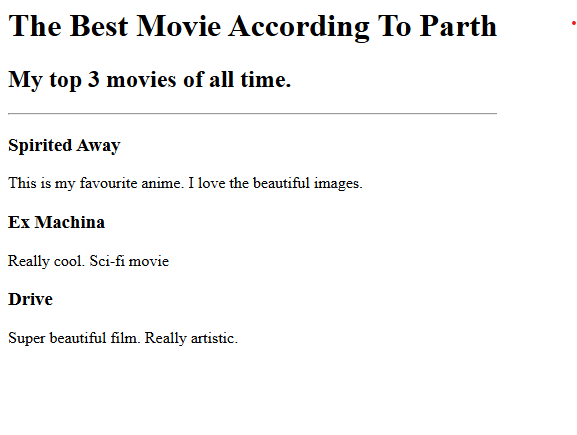 The Best Movie According To Parth
My top 3 movies of all time.
Spirited Away
This is my favourite anime. I love the beautiful images.
Ex Machina
Really cool. Sci-fi movie
Drive
Super beautiful film. Really artistic.